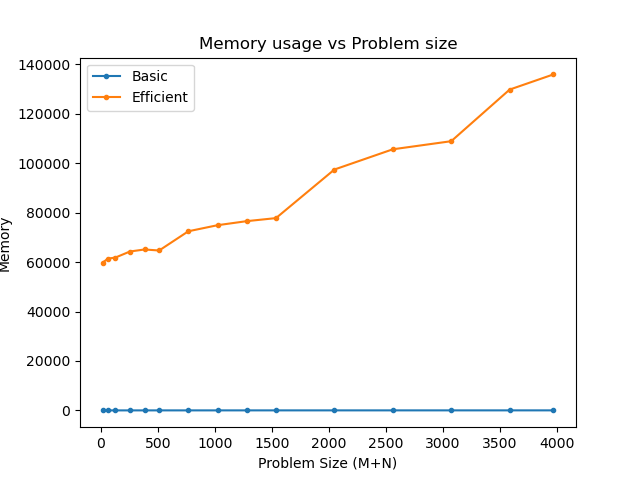 Memory usage vs Problem size
Basic
Efficient
140000
120000
100000
80000
60000
40000
20000
0
Memory
0 500 1000 1500 2000 2500 3000 3500 4000
Problem Size (M+N)